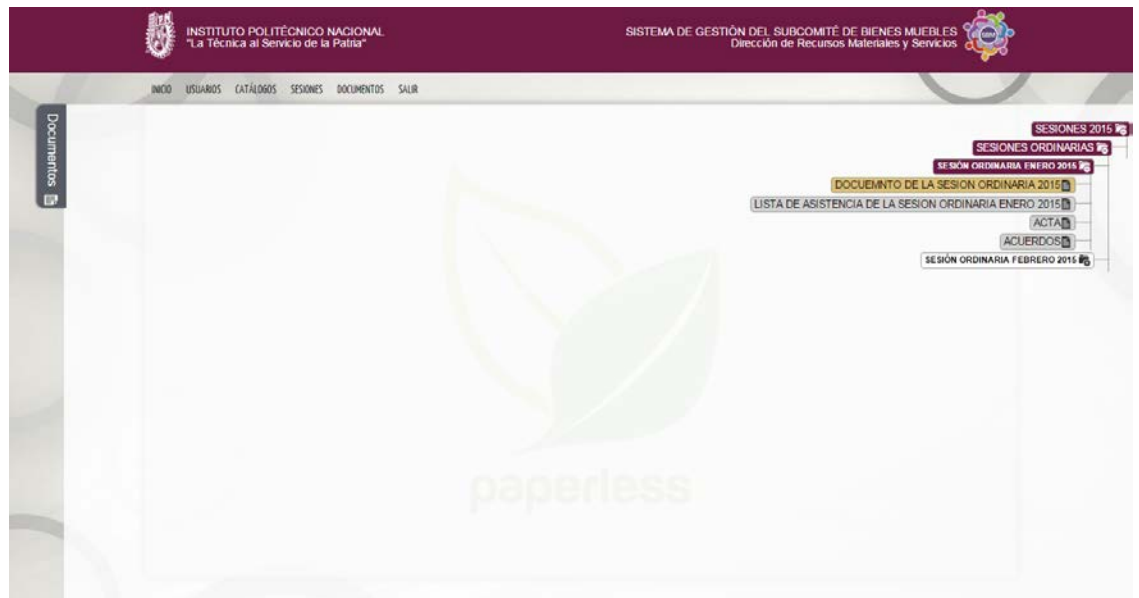 INSTITUTO POLITÉCNICO NACIONAL
"La Técnica al Servicio de la Patria"
SISTEMA DE GESTIÓN DEL SUBCOMITÉ DE BIENES MUEBLES
Dirección de Recursos Materiales y Servicios
INICIO USUARIOS CATÁLOGOS SESIONES DOCUMENTOS SALIR
Documentos
SESIONES 2015
SESIONES ORDINARIAS
SESIÓN ORDINARIA ENERO 2015
DOCUEMNTO DE LA SESION ORDINARIA 2015
LISTA DE ASISTENCIA DE LA SESION ORDINARIA ENERO 2015
ACTA
ACUERDOS
SESIÓN ORDINARIA FEBRERO 2015
paperless